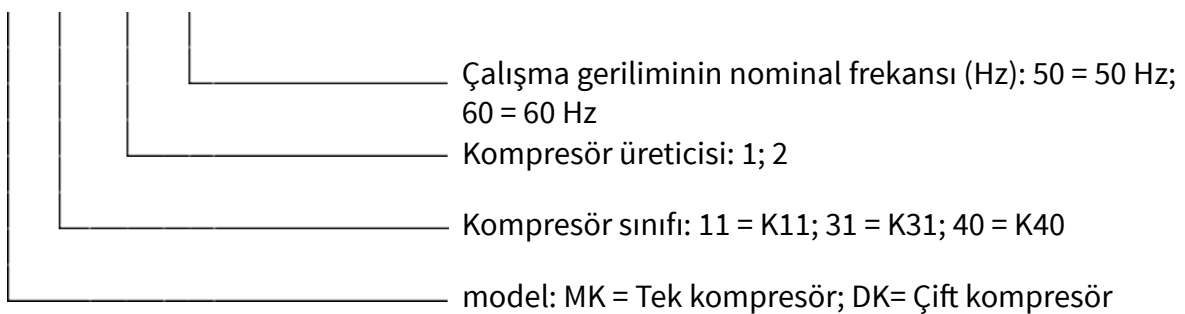 Çalışma geriliminin nominal frekansı (Hz): 50 = 50 Hz;
60 = 60 Hz
Kompresör üreticisi: 1; 2
Kompresör sınıfı: 11 = K11; 31 = K31; 40 = K40
model: MK = Tek kompresör; DK= Çift kompresör